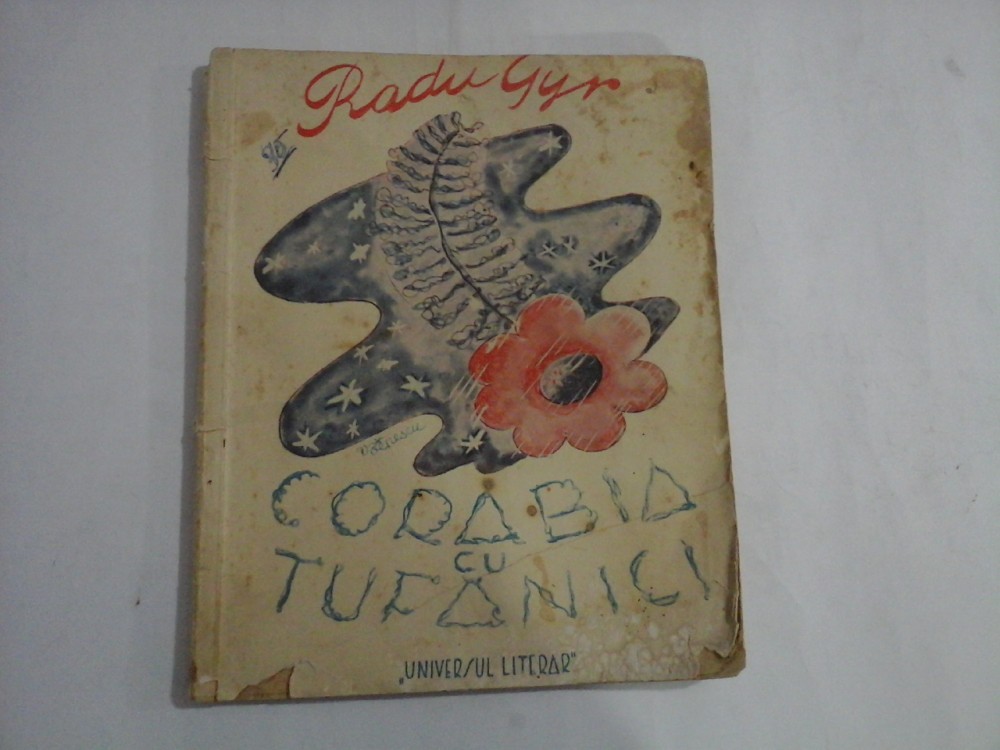 Radu Gyr
CORABIA
CU
TUFĂNICI
„UNIVERSUL LITERAR"